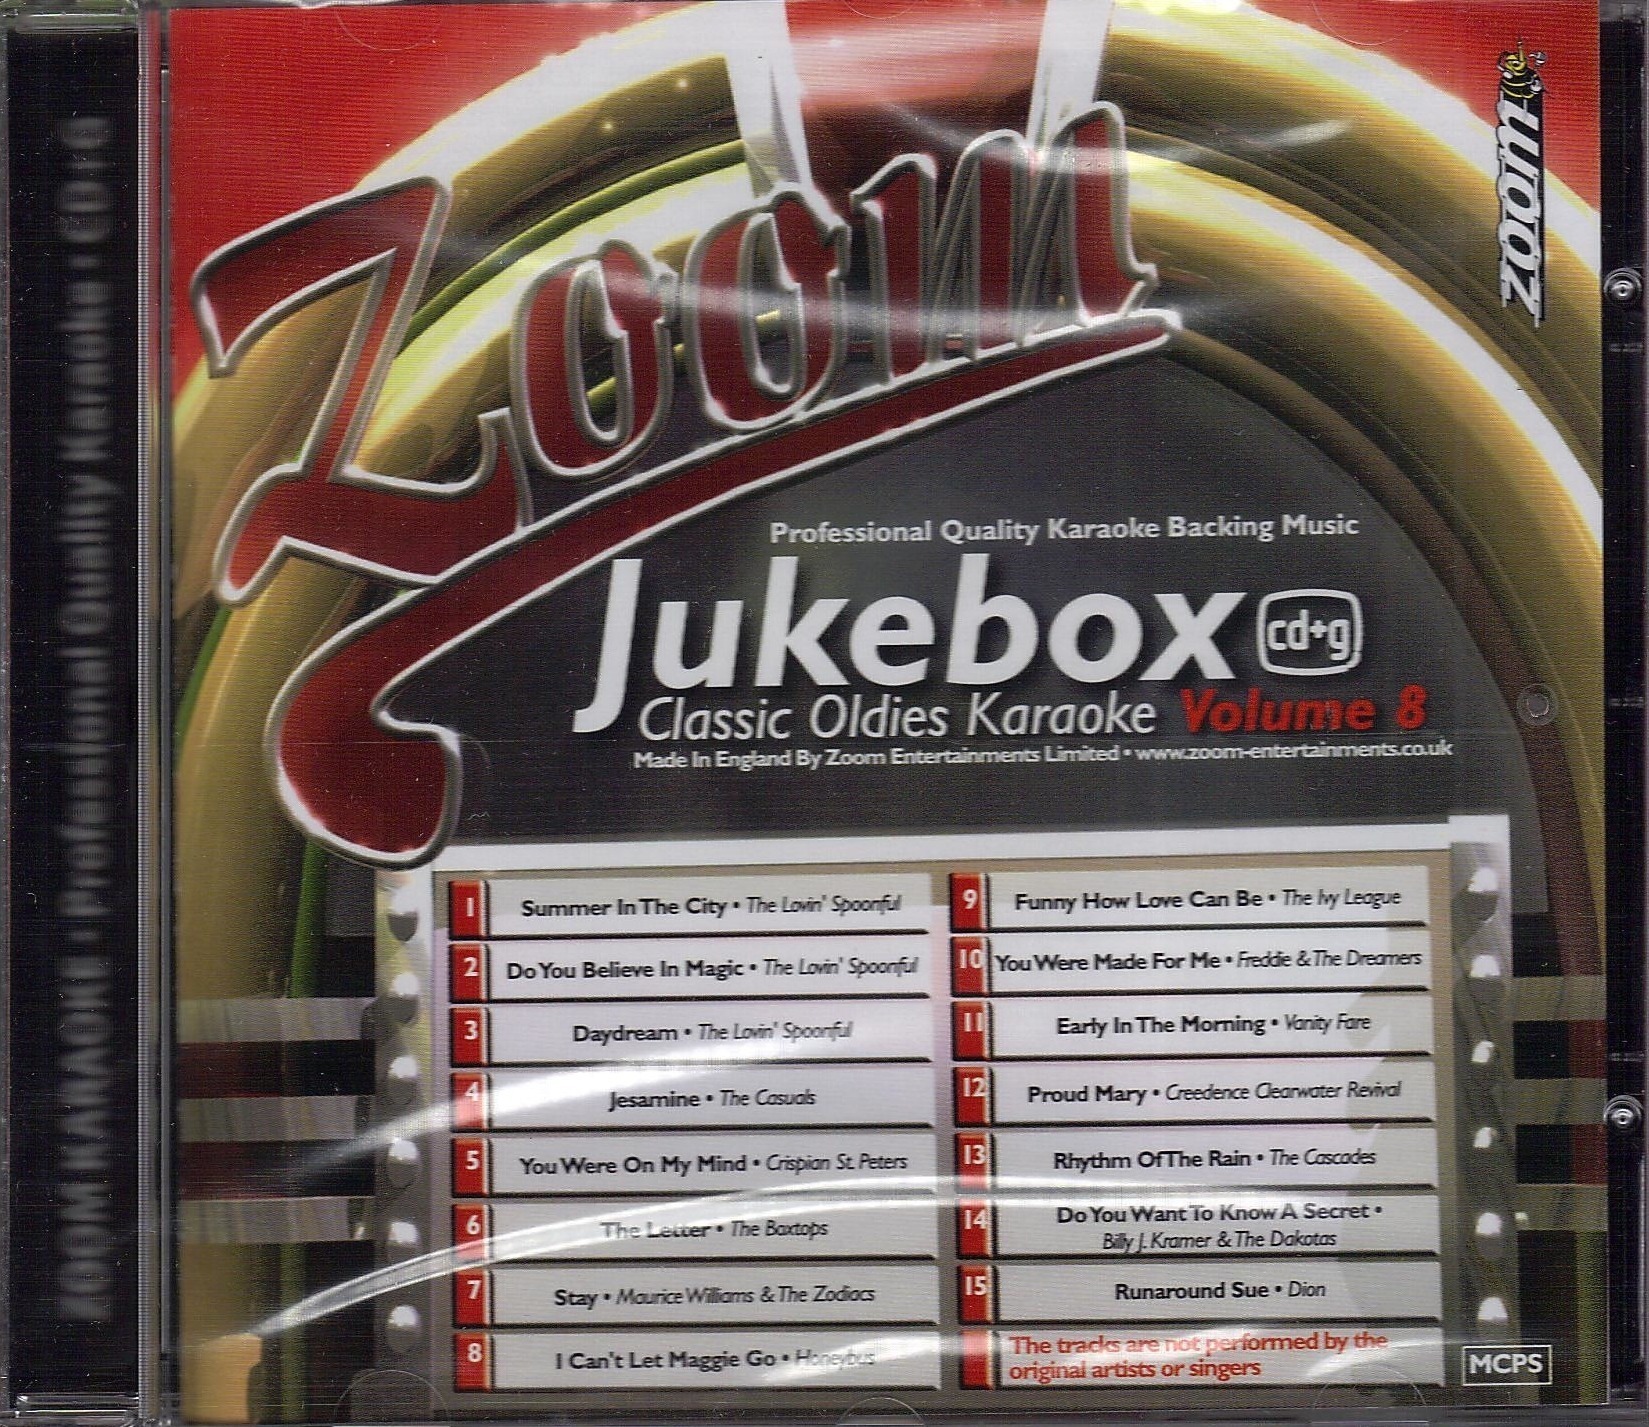 Zoom
zoom
ZOOM KARAOKE • Professional Quality Karaoke • CD+G
Professional Quality Karaoke Backing Music
Jukebox cd+g
Classic Oldies Karaoke Volume 8
Made In England By Zoom Entertainments Limited • www.zoom-entertainments.co.uk
1 Summer In The City • The Lovin' Spoonful
2 Do You Believe In Magic • The Lovin' Spoonful
3 Daydream • The Lovin' Spoonful
4 Jesamine • The Casuals
5 You Were On My Mind • Crispian St. Peters
6 The Letter • The Boxtops
7 Stay • Maurice Williams & The Zodiacs
8 I Can't Let Maggie Go • Honeybus
9 Funny How Love Can Be • The Ivy League
10 You Were Made For Me • Freddie & The Dreamers
11 Early In The Morning • Vanity Fare
12 Proud Mary • Creedence Clearwater Revival
13 Rhythm Of The Rain • The Cascades
14 Do You Want To Know A Secret •
Billy J. Kramer & The Dakotas
15 Runaround Sue • Dion
The tracks are not performed by the
original artists or singers
MCPS